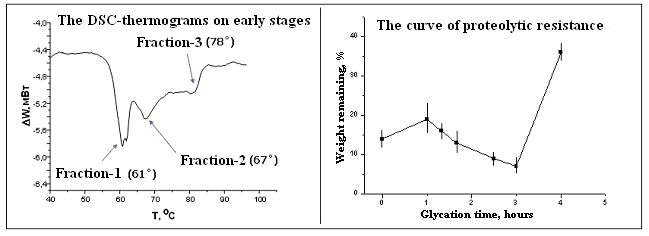 The DSC-thermograms on early stages
-4,0
-4,4
-4,8
-5,2
-5,6
-6,0
-6,4
ΔW, мВт
Fraction-3 (78°)
Fraction-2 (67°)
Fraction-1 (61°)
40 50 60 70 80 90 100
T, °C
The curve of proteolytic resistance
40
30
20
10
0
Weight remaining, %
0 1 2 3 4 5
Glycation time, hours